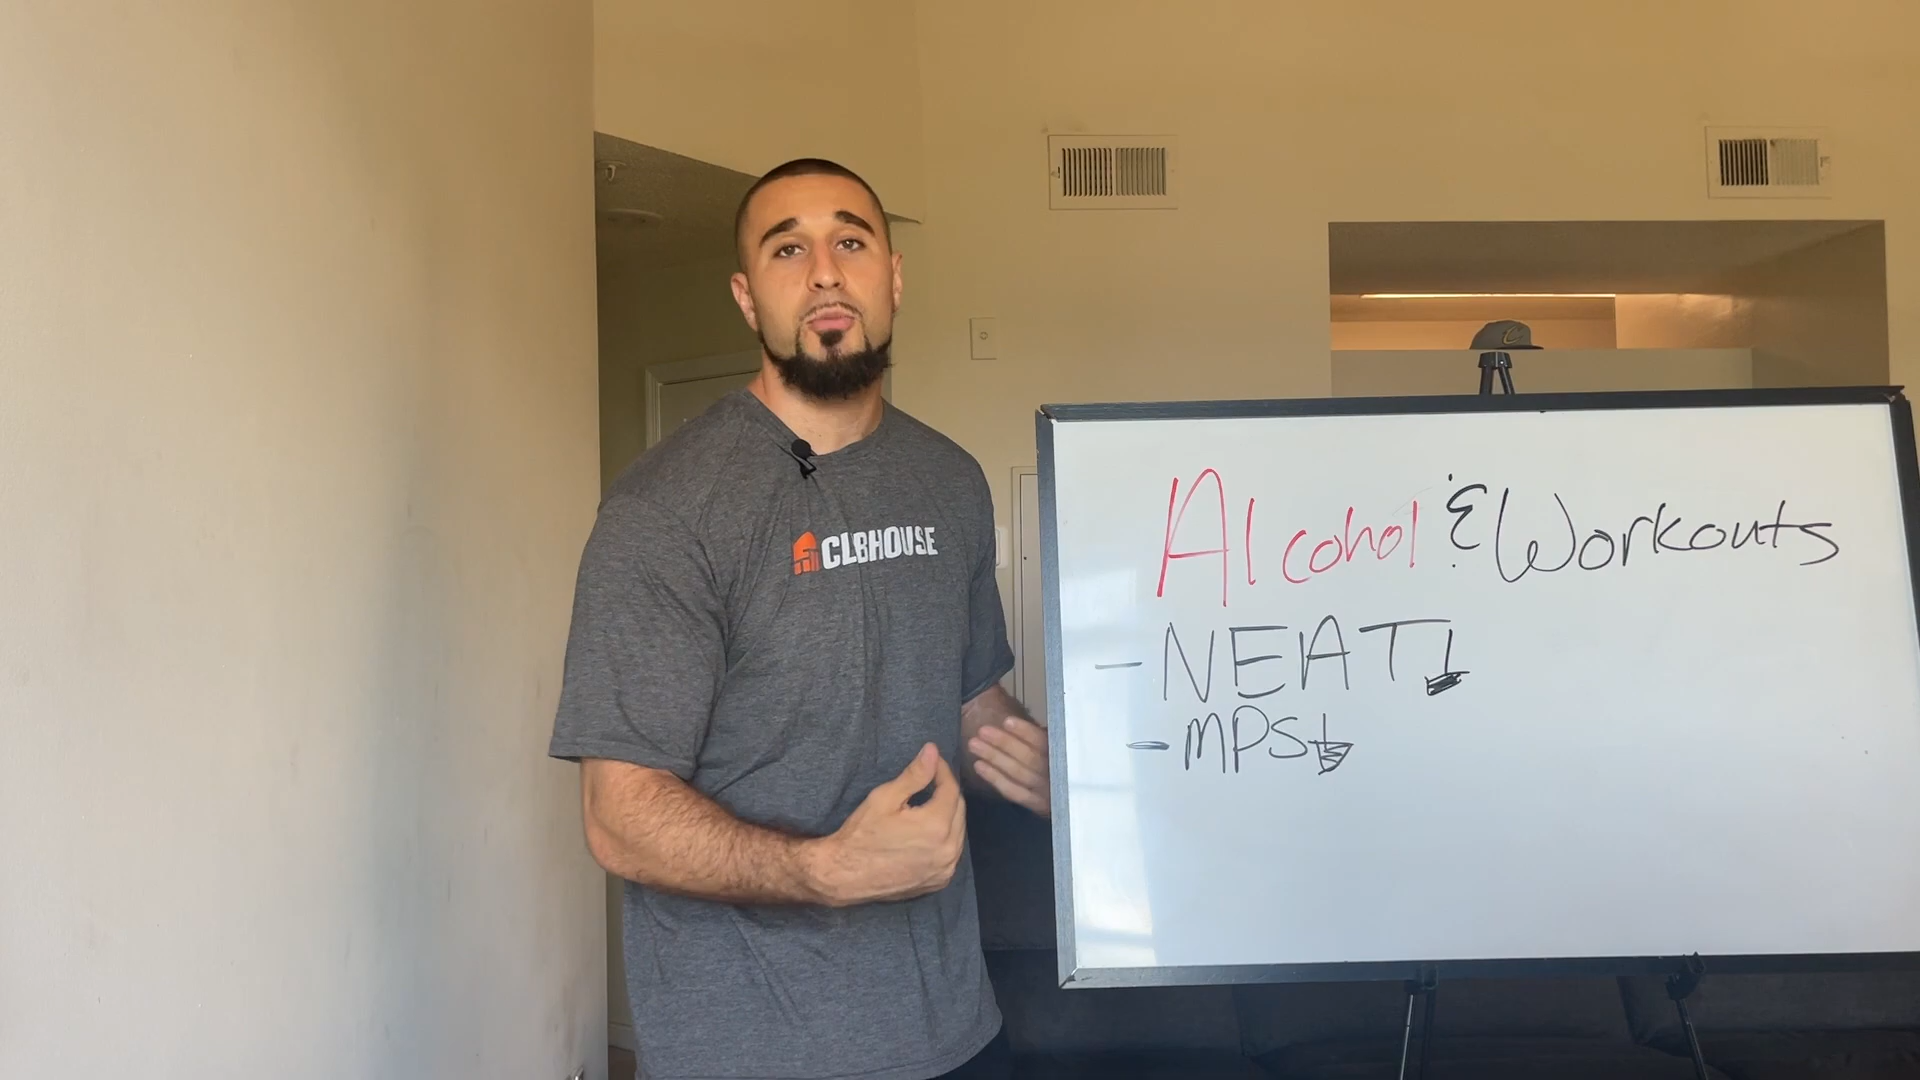 CLBHOUSE
C
Alcohol & Workouts
- NEAT ↓
- MPS ↓